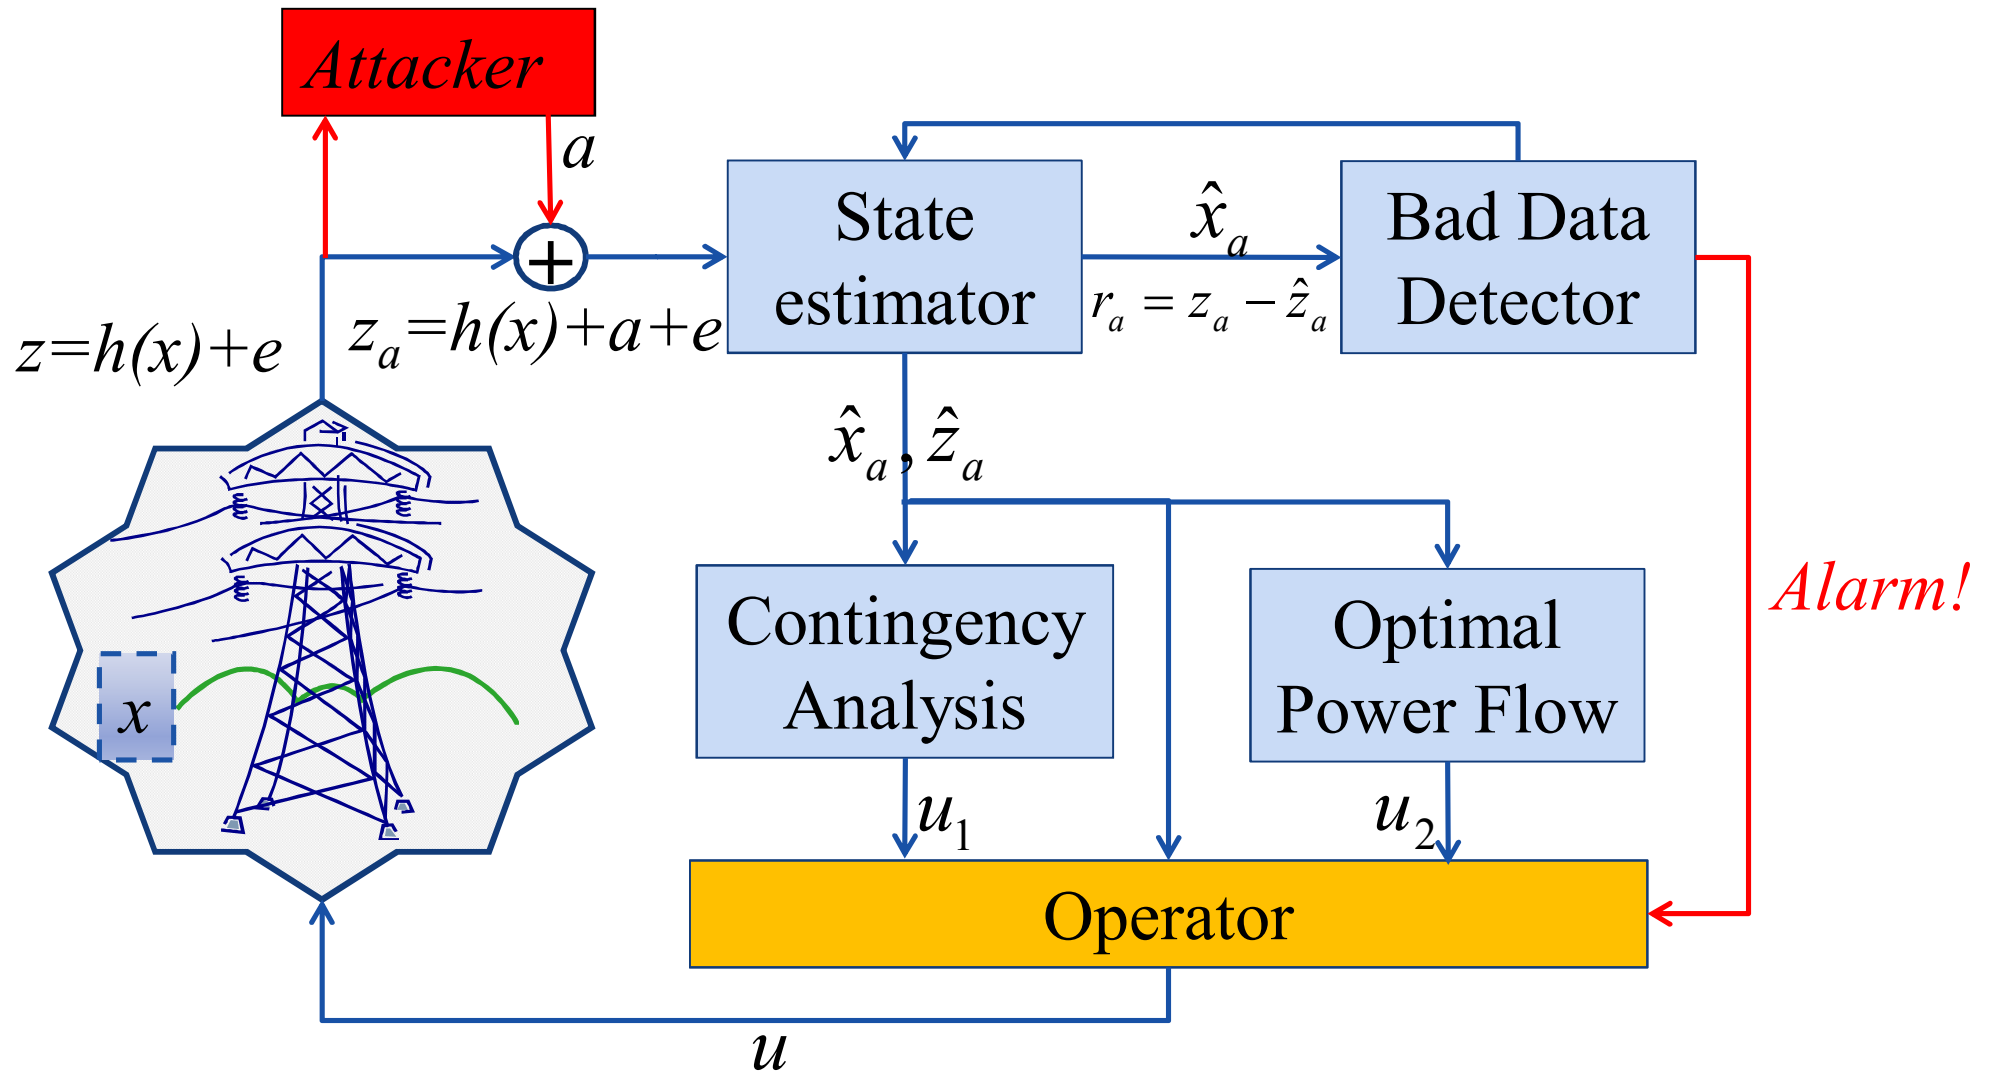 Attacker
a
z=h(x)+e
zₐ=h(x)+a+e
+
State
estimator
x̂ₐ
rₐ = zₐ − ẑₐ
Bad Data
Detector
x̂ₐ, ẑₐ
Contingency
Analysis
Optimal
Power Flow
Alarm!
x
u₁
u₂
Operator
u